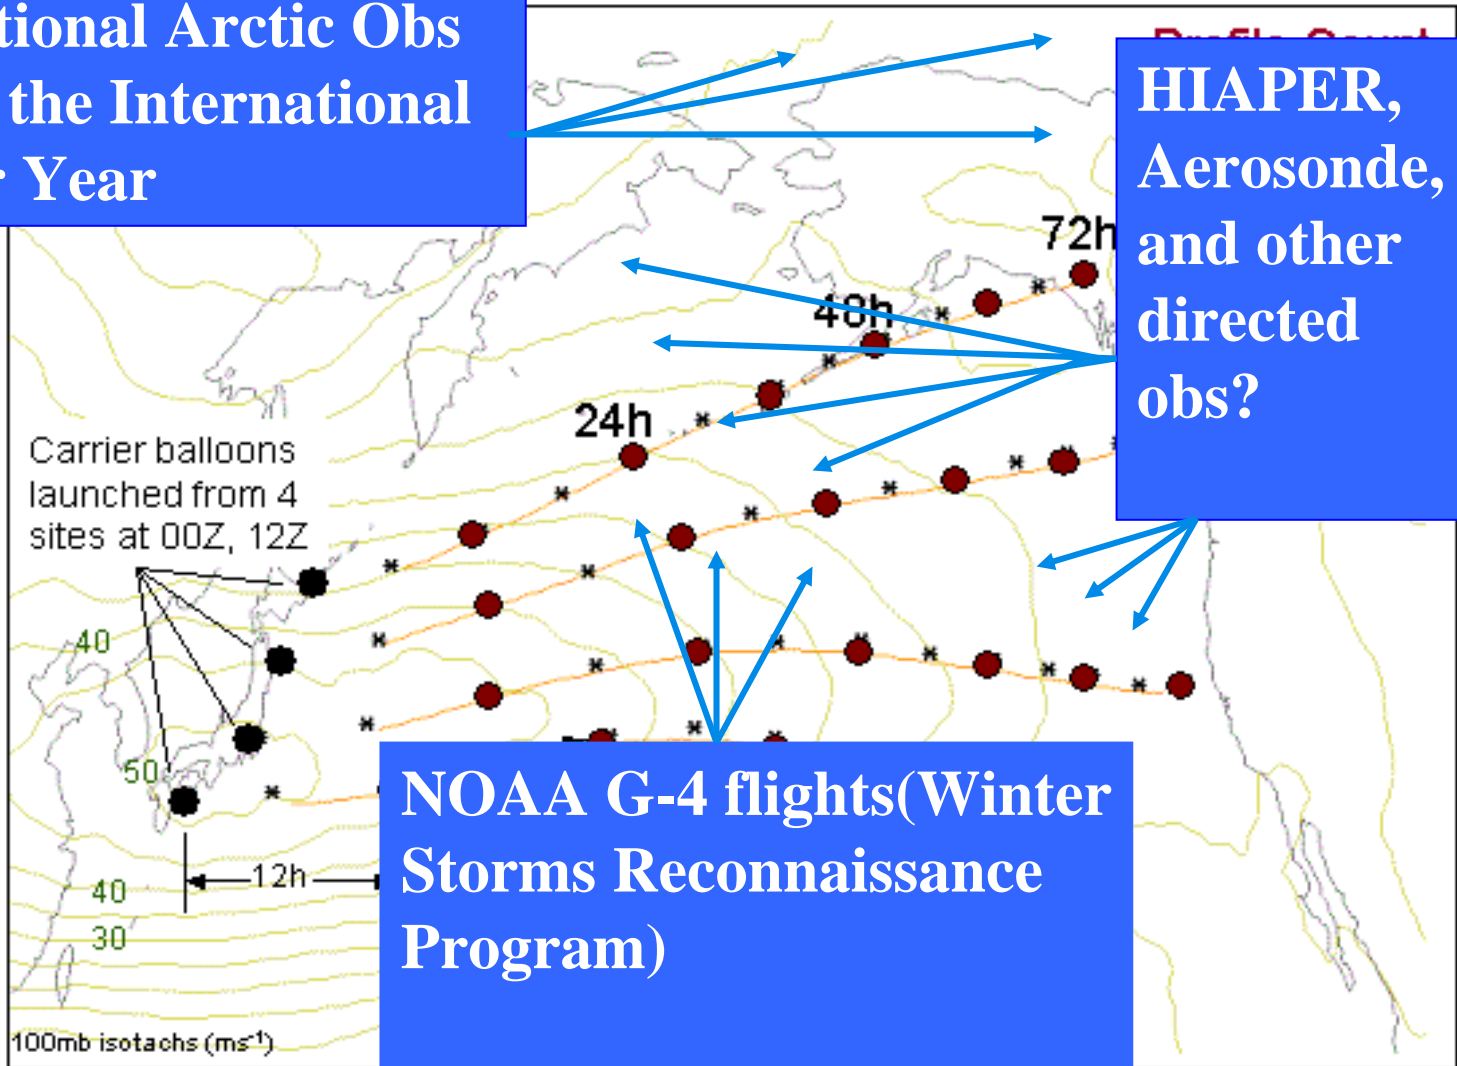 tional Arctic Obs
the International
Year
Profile Count
HIAPER,
Aerosonde,
and other
directed
obs?
72h
48h
24h
Carrier balloons
launched from 4
sites at 00Z, 12Z
40
50
12h
40
30
NOAA G-4 flights(Winter
Storms Reconnaissance
Program)
100mb isotachs (ms⁻¹)